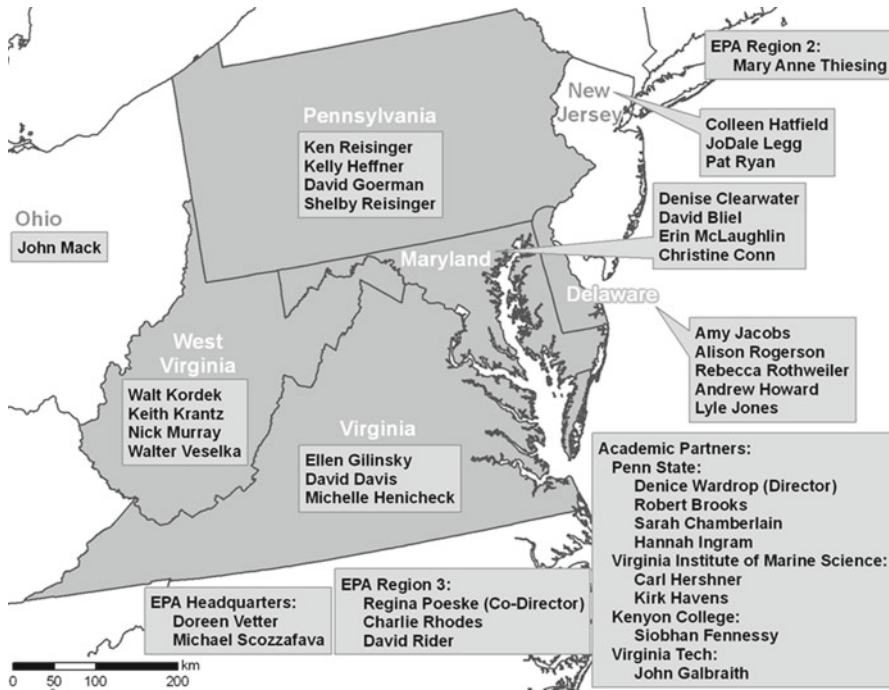 EPA Region 2:
Mary Anne Thiesing
New
Jersey
Colleen Hatfield
JoDale Legg
Pat Ryan
Pennsylvania
Ken Reisinger
Kelly Heffner
David Goerman
Shelby Reisinger
Ohio
John Mack
Denise Clearwater
David Bliel
Erin McLaughlin
Christine Conn
Maryland
Delaware
Amy Jacobs
Alison Rogerson
Rebecca Rothweiler
Andrew Howard
Lyle Jones
West
Virginia
Walt Kordek
Keith Krantz
Nick Murray
Walter Veselka
Virginia
Ellen Gilinsky
David Davis
Michelle Henicheck
Academic Partners:
Penn State:
Denice Wardrop (Director)
Robert Brooks
Sarah Chamberlain
Hannah Ingram
Virginia Institute of Marine Science:
Carl Hershner
Kirk Havens
Kenyon College:
Siobhan Fennessy
Virginia Tech:
John Galbraith
EPA Headquarters:
Doreen Vetter
Michael Scozzafava
EPA Region 3:
Regina Poeske (Co-Director)
Charlie Rhodes
David Rider
km
0 50 100 200